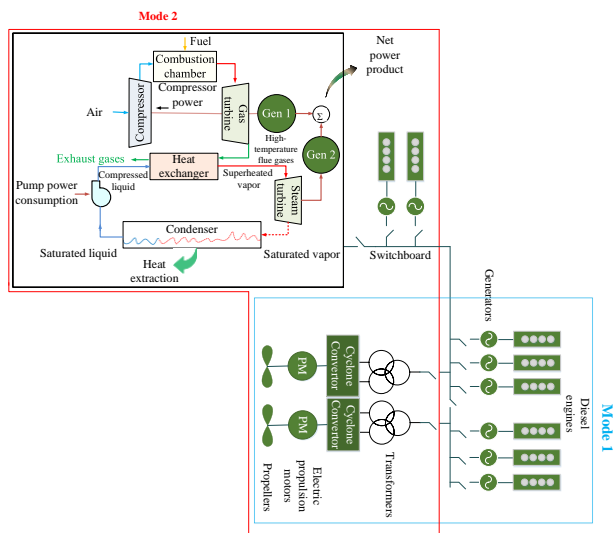 Mode 2
Fuel
Combustion
chamber
Net
power
product
Compressor
power
Air
Compressor
Gas
turbine
Gen 1
Σ
High-
temperature
flue gases
Gen 2
Exhaust gases
Heat
exchanger
Compressed
liquid
Superheated
vapor
Pump power
consumption
Steam
turbine
Condenser
Saturated liquid
Saturated vapor
Heat
extraction
Switchboard
Generators
Diesel
engines
Mode 1
Cyclone
Convertor
PM
Cyclone
Convertor
PM
Transformers
Electric
propulsion
motors
Propellers